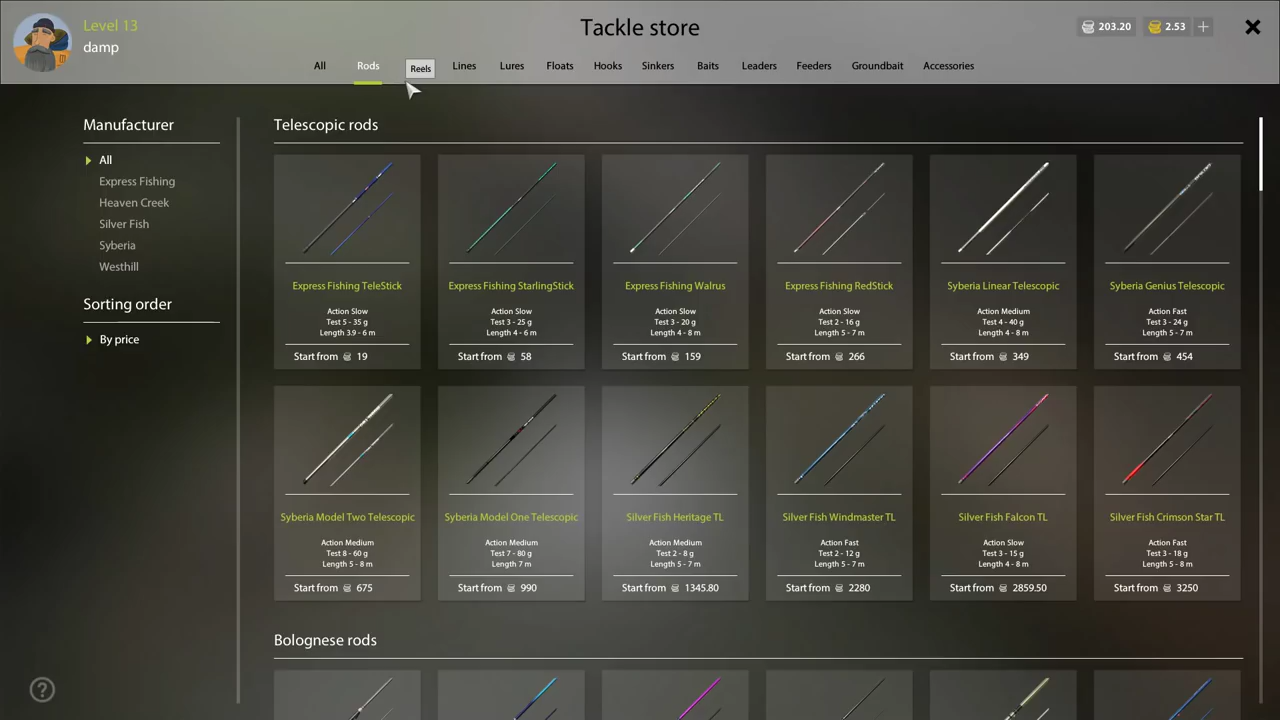 Level 13
damp
Tackle store
203.20
2.53
All
Rods
Reels
Lines
Lures
Floats
Hooks
Sinkers
Baits
Leaders
Feeders
Groundbait
Accessories
Manufacturer
All
Express Fishing
Heaven Creek
Silver Fish
Syberia
Westhill
Sorting order
By price
Telescopic rods
Express Fishing TeleStick
Action Slow
Test 5 - 35 g
Length 3.9 - 6 m
Start from 19
Express Fishing StarlingStick
Action Slow
Test 3 - 25 g
Length 4 - 6 m
Start from 58
Express Fishing Walrus
Action Slow
Test 3 - 20 g
Length 4 - 8 m
Start from 159
Express Fishing RedStick
Action Slow
Test 2 - 16 g
Length 5 - 7 m
Start from 266
Syberia Linear Telescopic
Action Medium
Test 4 - 40 g
Length 4 - 8 m
Start from 349
Syberia Genius Telescopic
Action Fast
Test 3 - 24 g
Length 5 - 7 m
Start from 454
Syberia Model Two Telescopic
Action Medium
Test 8 - 60 g
Length 5 - 8 m
Start from 675
Syberia Model One Telescopic
Action Medium
Test 7 - 80 g
Length 7 m
Start from 990
Silver Fish Heritage TL
Action Medium
Test 2 - 8 g
Length 5 - 7 m
Start from 1345.80
Silver Fish Windmaster TL
Action Fast
Test 2 - 12 g
Length 5 - 7 m
Start from 2280
Silver Fish Falcon TL
Action Slow
Test 3 - 15 g
Length 4 - 8 m
Start from 2859.50
Silver Fish Crimson Star TL
Action Fast
Test 3 - 18 g
Length 5 - 8 m
Start from 3250
Bolognese rods
?